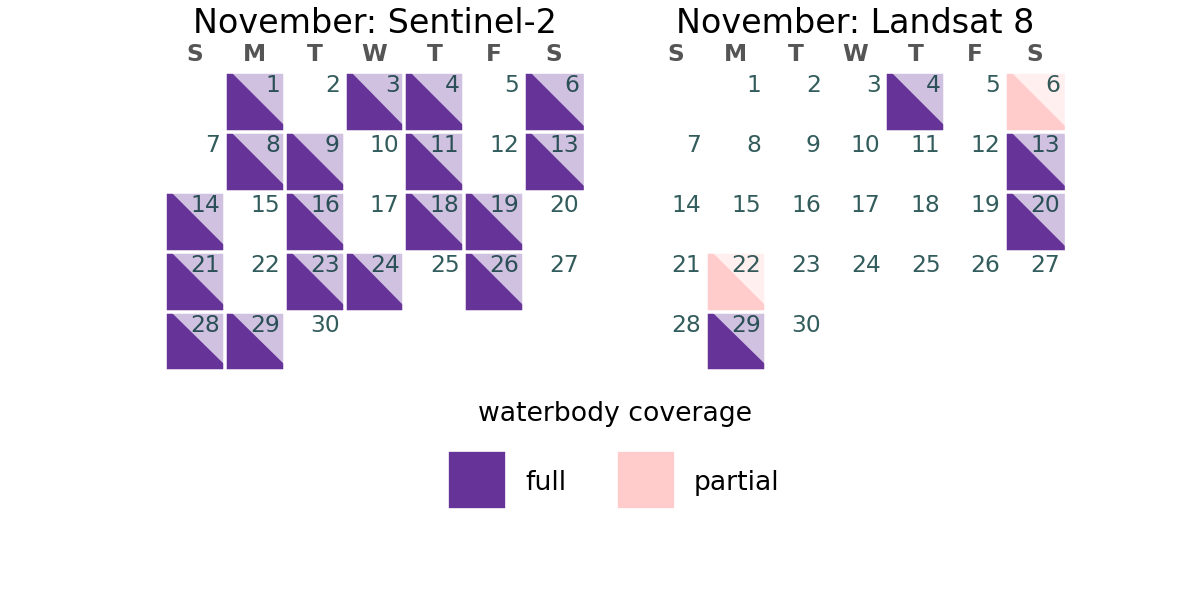 November: Sentinel-2
S M T W T F S
1 2 3 4 5 6
7 8 9 10 11 12 13
14 15 16 17 18 19 20
21 22 23 24 25 26 27
28 29 30
November: Landsat 8
S M T W T F S
1 2 3 4 5 6
7 8 9 10 11 12 13
14 15 16 17 18 19 20
21 22 23 24 25 26 27
28 29 30
waterbody coverage
full
partial